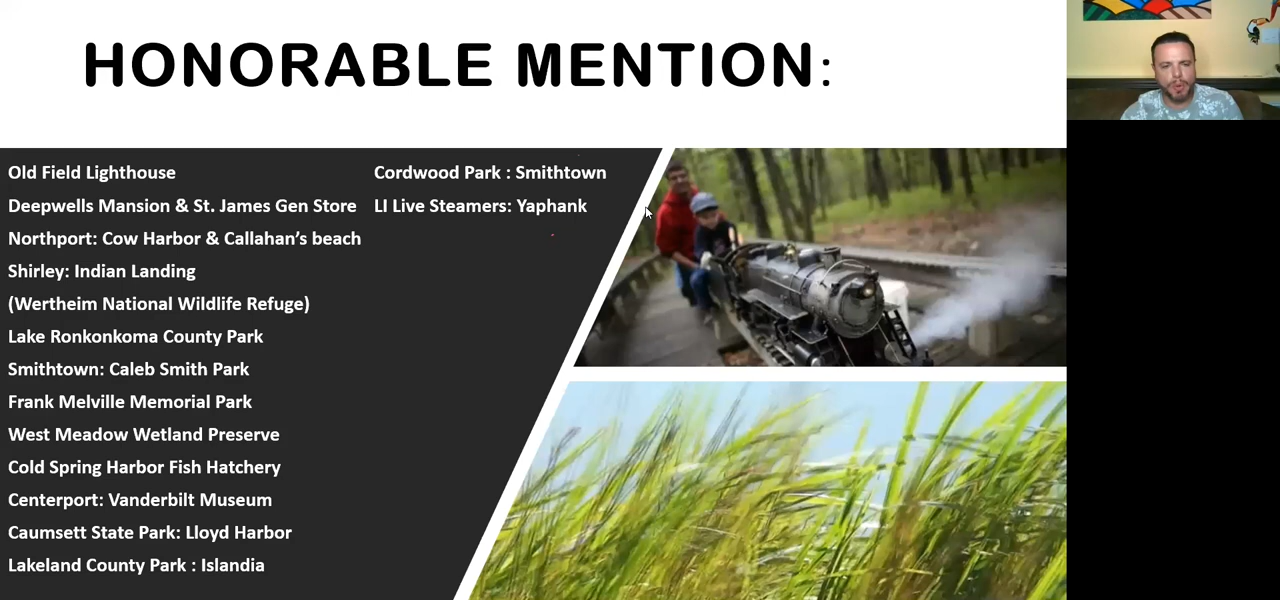 HONORABLE MENTION:
Old Field Lighthouse
Deepwells Mansion & St. James Gen Store
Northport: Cow Harbor & Callahan’s beach
Shirley: Indian Landing
(Wertheim National Wildlife Refuge)
Lake Ronkonkoma County Park
Smithtown: Caleb Smith Park
Frank Melville Memorial Park
West Meadow Wetland Preserve
Cold Spring Harbor Fish Hatchery
Centerport: Vanderbilt Museum
Caumsett State Park: Lloyd Harbor
Lakeland County Park : Islandia
Cordwood Park : Smithtown
LI Live Steamers: Yaphank